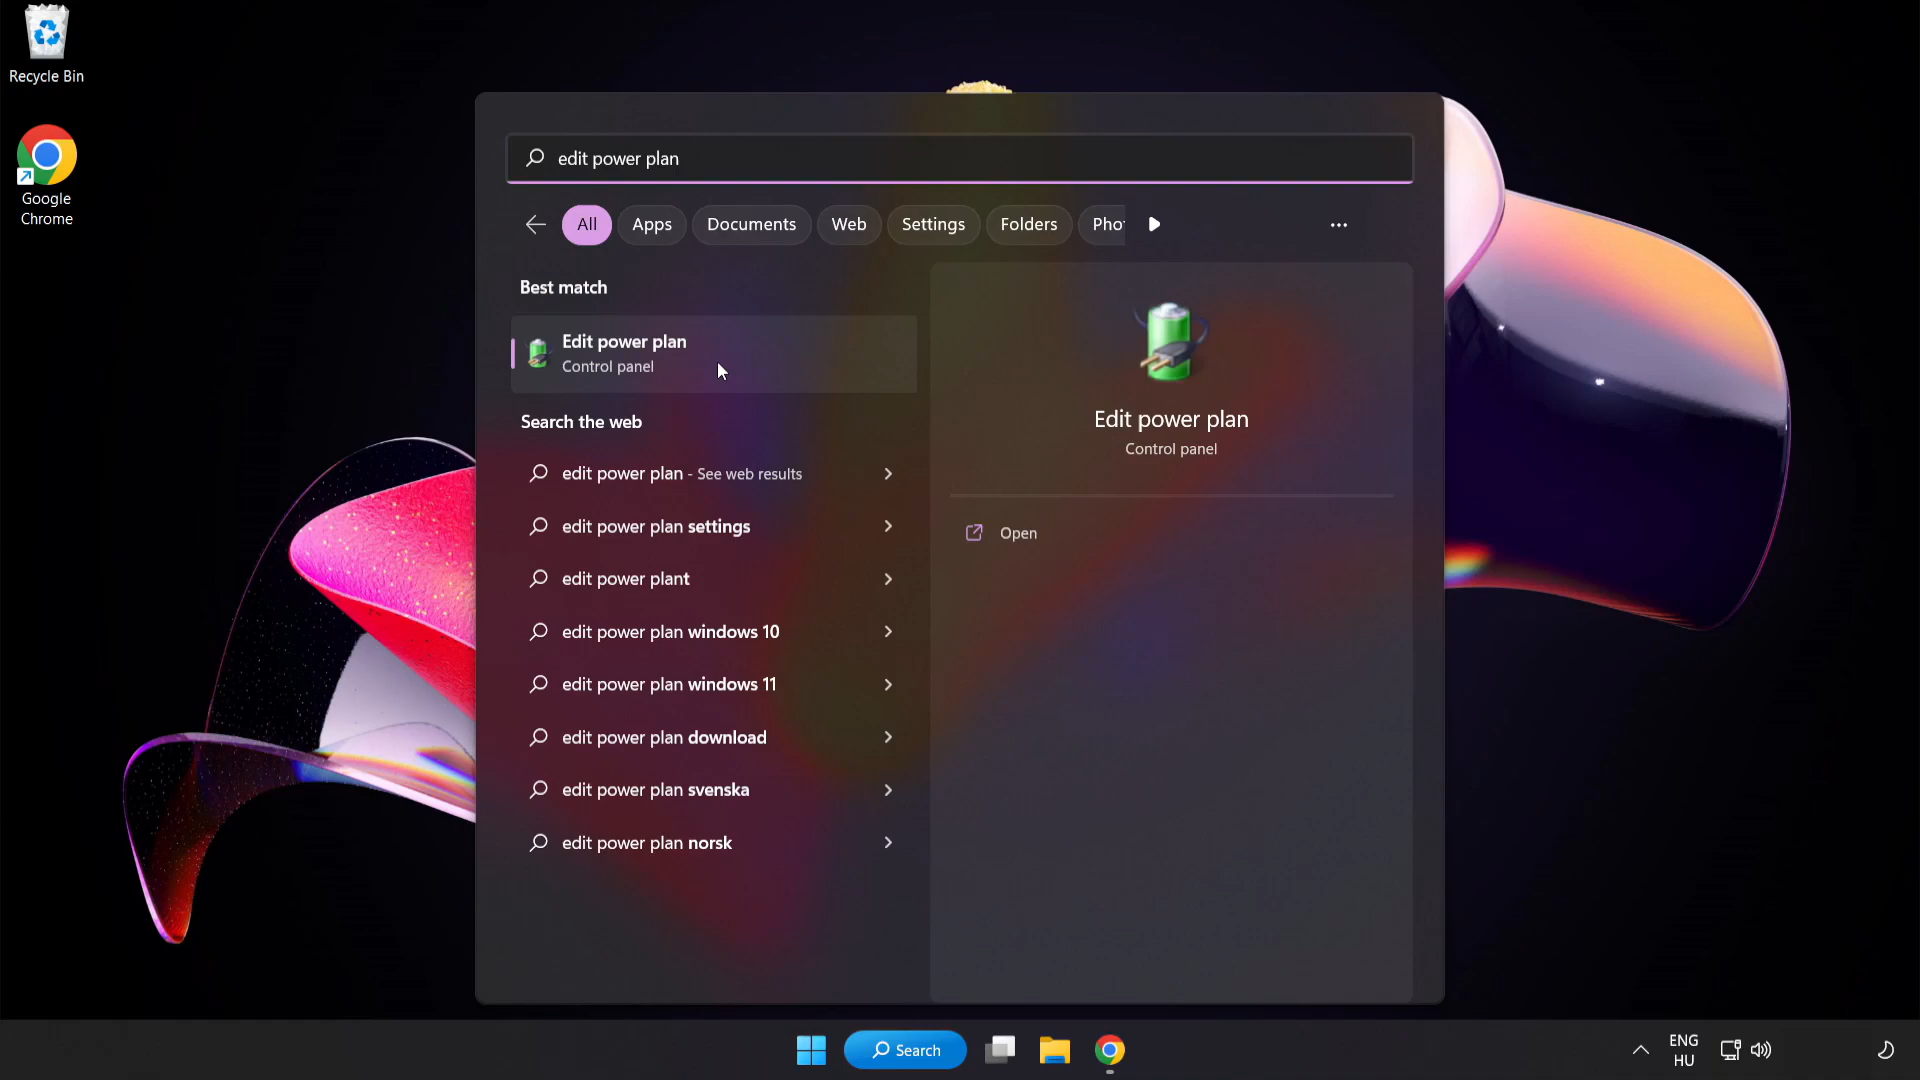 Recycle Bin
Google
Chrome
edit power plan
All
Apps
Documents
Web
Settings
Folders
Best match
Edit power plan
Control panel
Search the web
edit power plan - See web results
edit power plan settings
edit power plant
edit power plan windows 10
edit power plan windows 11
edit power plan download
edit power plan svenska
edit power plan norsk
Edit power plan
Control panel
Open
Search
ENG
HU